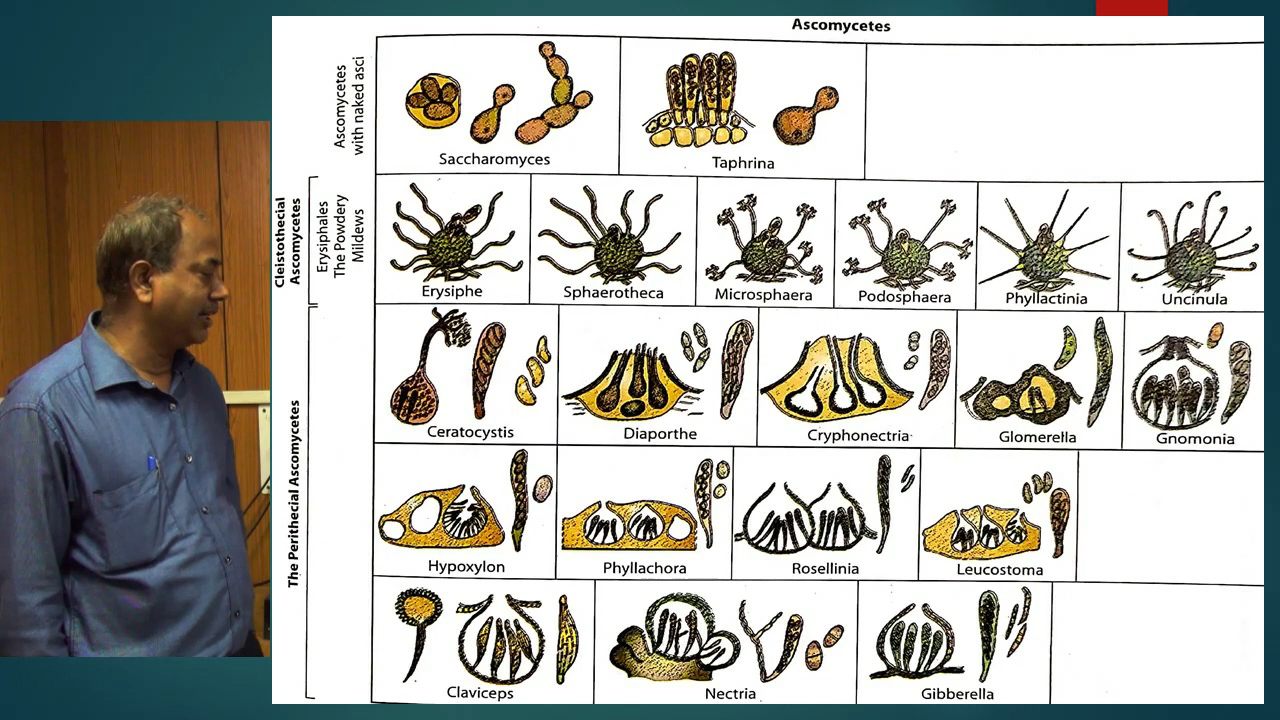 Ascomycetes
Ascomycetes
with naked asci
Saccharomyces
Taphrina
Cleistothecial
Ascomycetes
Erysiphales
The Powdery
Mildews
Erysiphe
Sphaerotheca
Microsphaera
Podosphaera
Phyllactinia
Uncinula
The Perithecial Ascomycetes
Ceratocystis
Diaporthe
Cryphonectria
Glomerella
Gnomonia
Hypoxylon
Phyllachora
Rosellinia
Leucostoma
Claviceps
Nectria
Gibberella